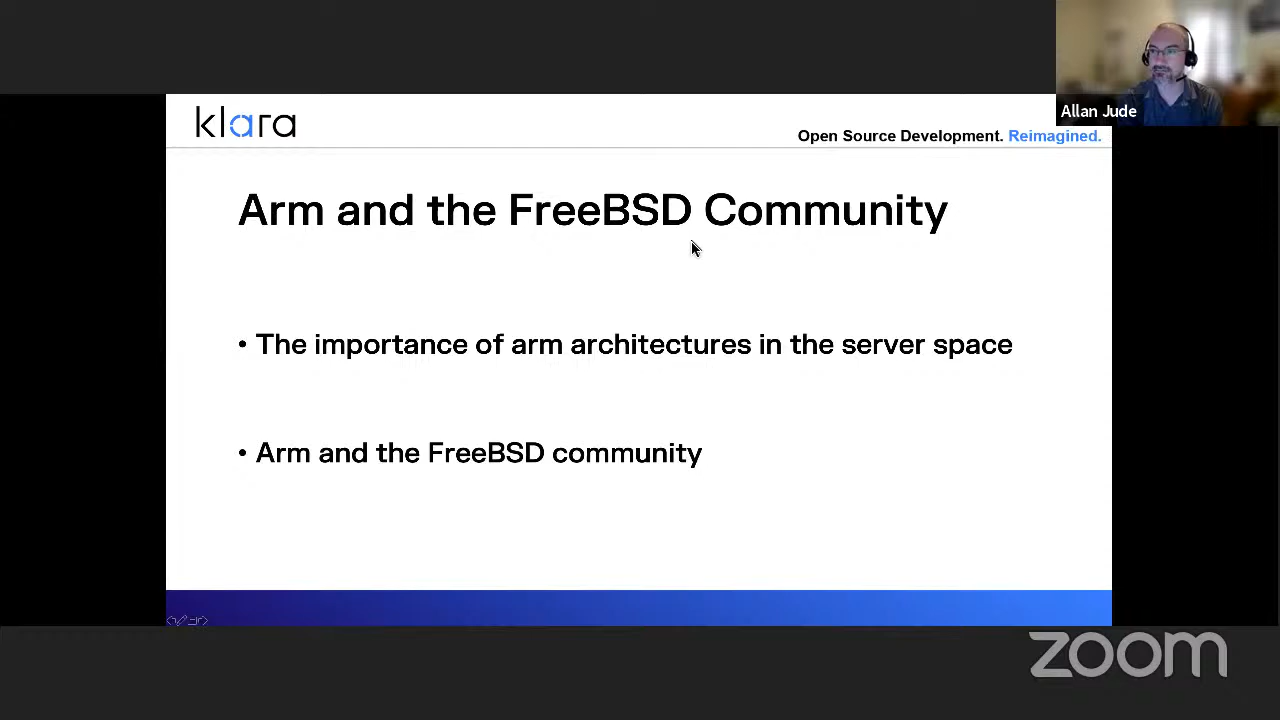 Allan Jude
klara
Open Source Development. Reimagined.
Arm and the FreeBSD Community
• The importance of arm architectures in the server space
• Arm and the FreeBSD community
zoom